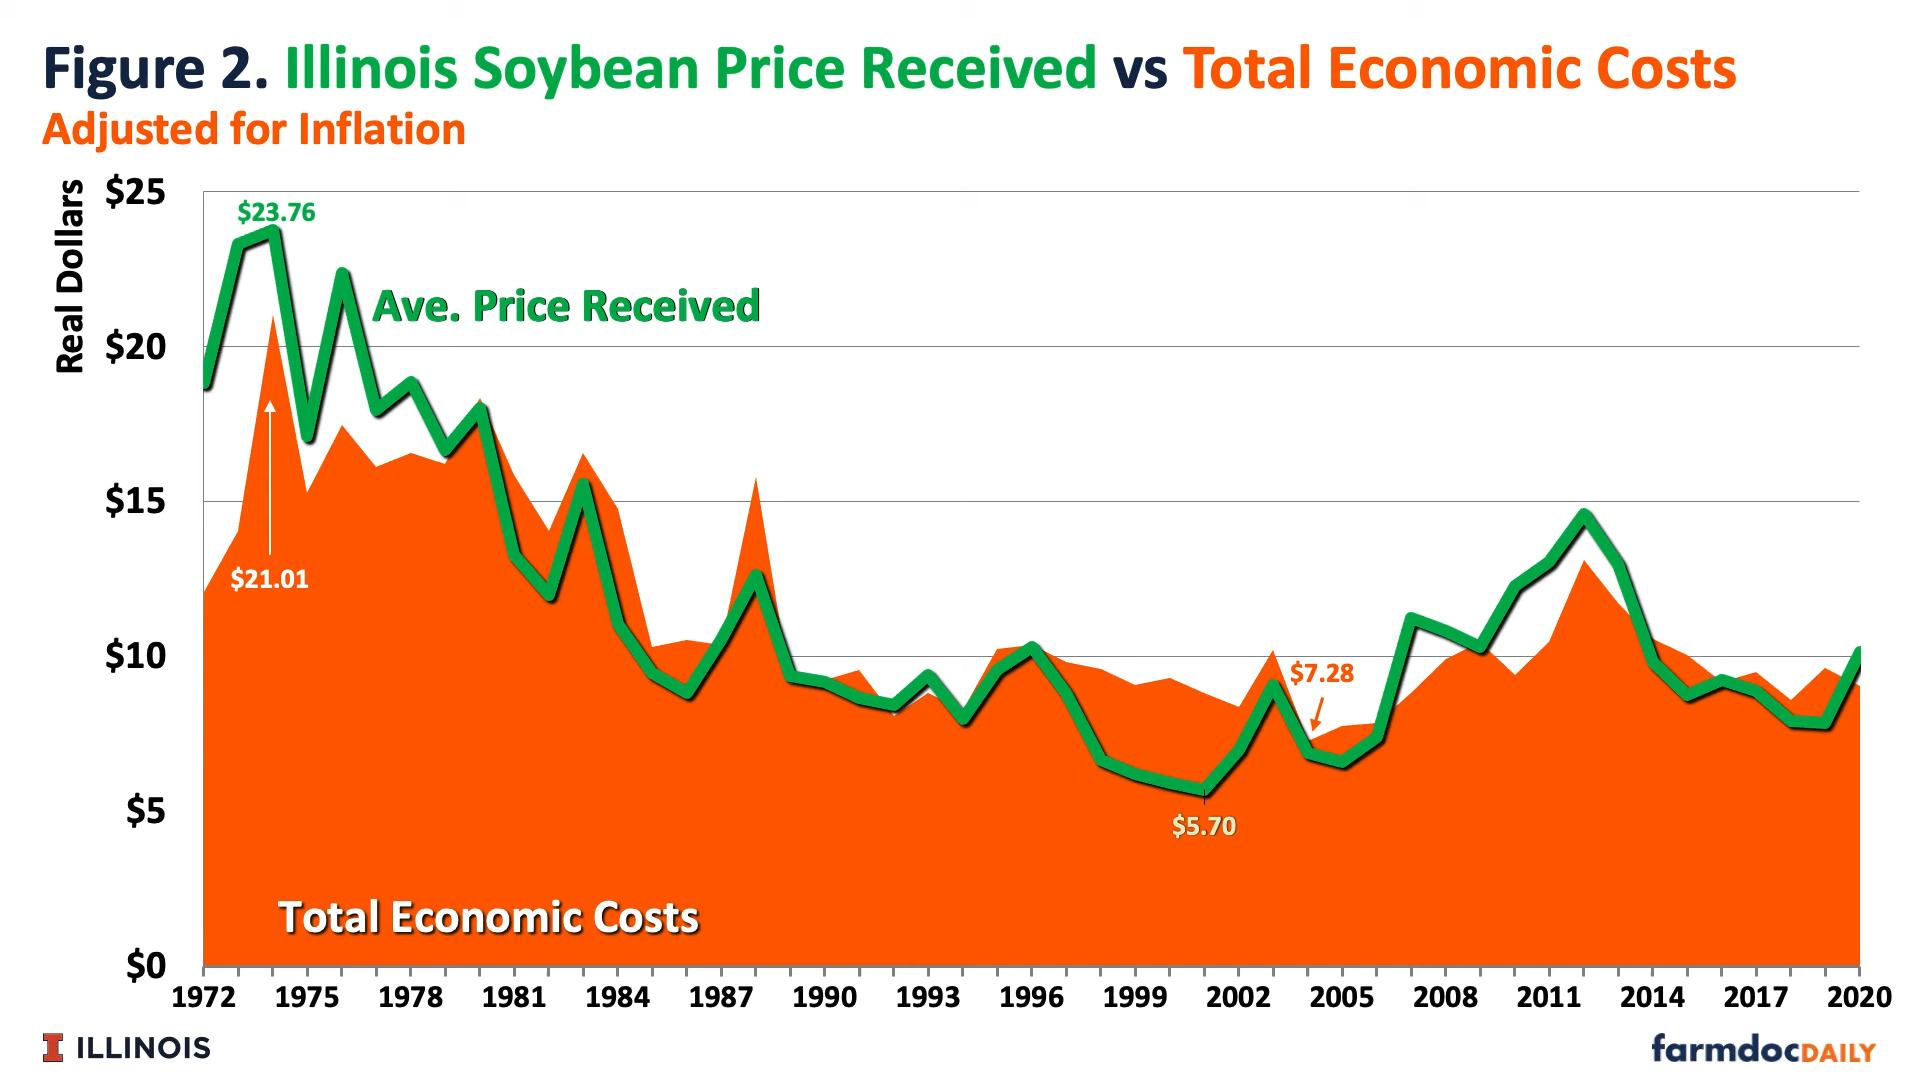 Figure 2. Illinois Soybean Price Received vs Total Economic Costs
Adjusted for Inflation
Real Dollars
$25
$20
$15
$10
$5
$0
$23.76
Ave. Price Received
$21.01
$7.28
$5.70
Total Economic Costs
1972 1975 1978 1981 1984 1987 1990 1993 1996 1999 2002 2005 2008 2011 2014 2017 2020
I ILLINOIS
farmdocDAILY